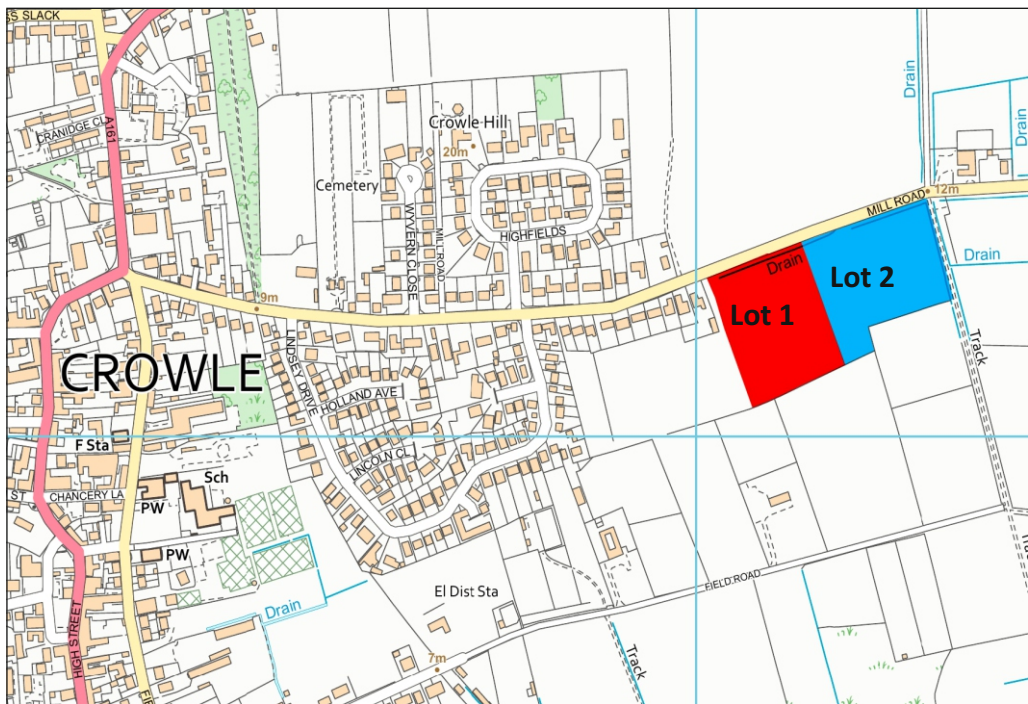 SS SLACK
A161
CRANIDGE CL
Crowle Hill
20m
Cemetery
WYVERN CLOSE
MILL ROAD
HIGHFIELDS
Drain
Drain
MILL ROAD
12m
Drain
Drain
Lot 1
Lot 2
Track
9m
LINDSEY DRIVE
CROWLE
HOLLAND AVE
LINCOLN CL
F Sta
Sch
ST
CHANCERY LA
PW
PW
Drain
El Dist Sta
FIELD ROAD
7m
Track
HIGH STREET